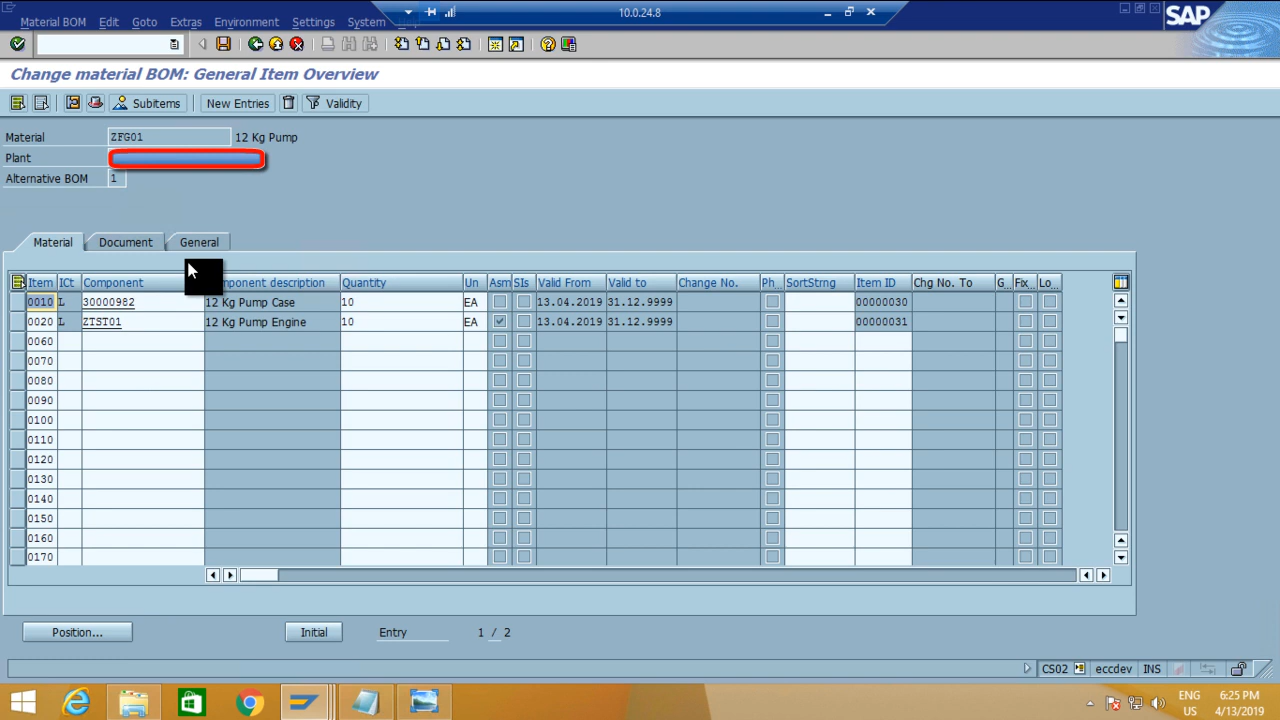 10.0.24.8
Material BOM Edit Goto Extras Environment Settings System
SAP
Change material BOM: General Item Overview
Subitems New Entries Validity
Material ZFG01 12 Kg Pump
Plant
Alternative BOM 1
Material Document General
Item ICt Component omponent description Quantity Un Asm SIs Valid From Valid to Change No. Ph... SortStrng Item ID Chg No. To G... Fix... Lo...
0010 L 30000982 12 Kg Pump Case 10 EA 13.04.2019 31.12.9999 00000030
0020 L ZTST01 12 Kg Pump Engine 10 EA 13.04.2019 31.12.9999 00000031
0060
0070
0080
0090
0100
0110
0120
0130
0140
0150
0160
0170
Position... Initial Entry 1 / 2
CS02 eccdev INS
ENG 6:25 PM
US 4/13/2019